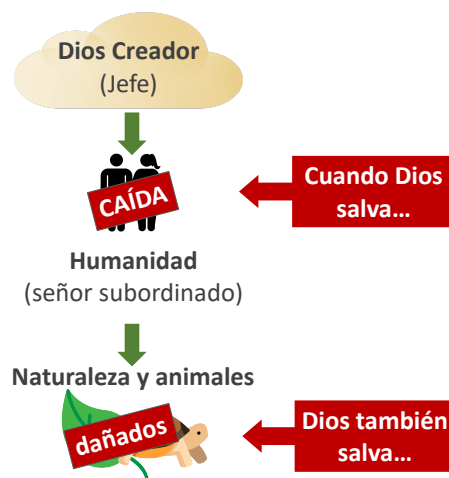 Dios Creador
(Jefe)
CAÍDA
Cuando Dios
salva...
Humanidad
(señor subordinado)
Naturaleza y animales
dañados
Dios también
salva...